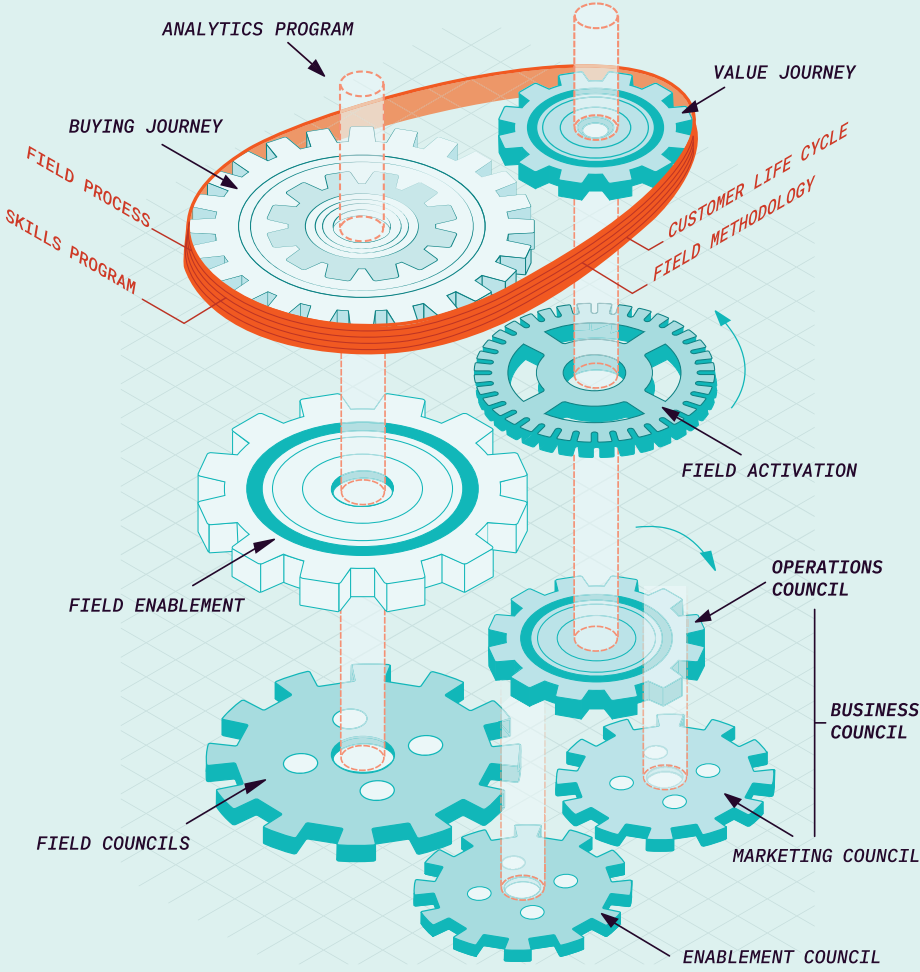 ANALYTICS PROGRAM
VALUE JOURNEY
BUYING JOURNEY
FIELD PROCESS
SKILLS PROGRAM
CUSTOMER LIFE CYCLE
FIELD METHODOLOGY
FIELD ACTIVATION
OPERATIONS
COUNCIL
FIELD ENABLEMENT
BUSINESS
COUNCIL
FIELD COUNCILS
MARKETING COUNCIL
ENABLEMENT COUNCIL